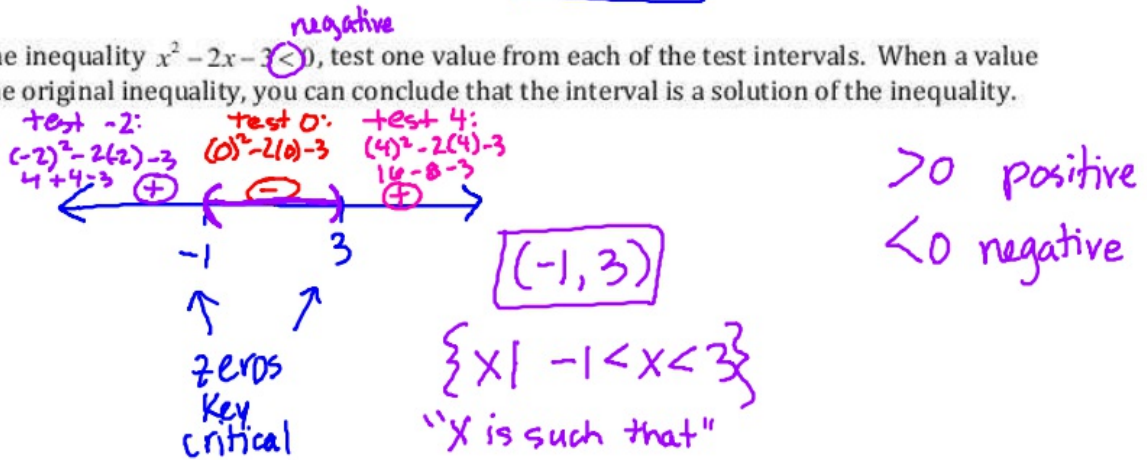 negative
e inequality x² – 2x – 3 < 0, test one value from each of the test intervals. When a value
e original inequality, you can conclude that the interval is a solution of the inequality.
test -2:
(-2)²-2(-2)-3
4+4-3 +
test 0:
(0)²-2(0)-3
-
test 4:
(4)²-2(4)-3
16-8-3
+
-1 3
zeros
key
critical
(-1, 3)
{x| -1<x<3}
"x is such that"
>0 positive
<0 negative